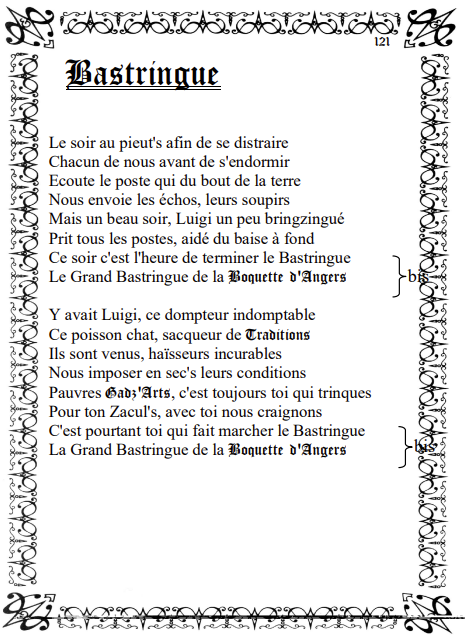 121
Bastringue
Le soir au pieut's afin de se distraire
Chacun de nous avant de s'endormir
Ecoute le poste qui du bout de la terre
Nous envoie les échos, leurs soupirs
Mais un beau soir, Luigi un peu bringzingué
Prit tous les postes, aidé du baise à fond
Ce soir c'est l'heure de terminer le Bastringue
Le Grand Bastringue de la Boquette d'Angers
bis
Y avait Luigi, ce dompteur indomptable
Ce poisson chat, sacqueur de Traditions
Ils sont venus, haïsseurs incurables
Nous imposer en sec's leurs conditions
Pauvres Gadz'Arts, c'est toujours toi qui trinques
Pour ton Zacul's, avec toi nous craignons
C'est pourtant toi qui fait marcher le Bastringue
La Grand Bastringue de la Boquette d'Angers
bis